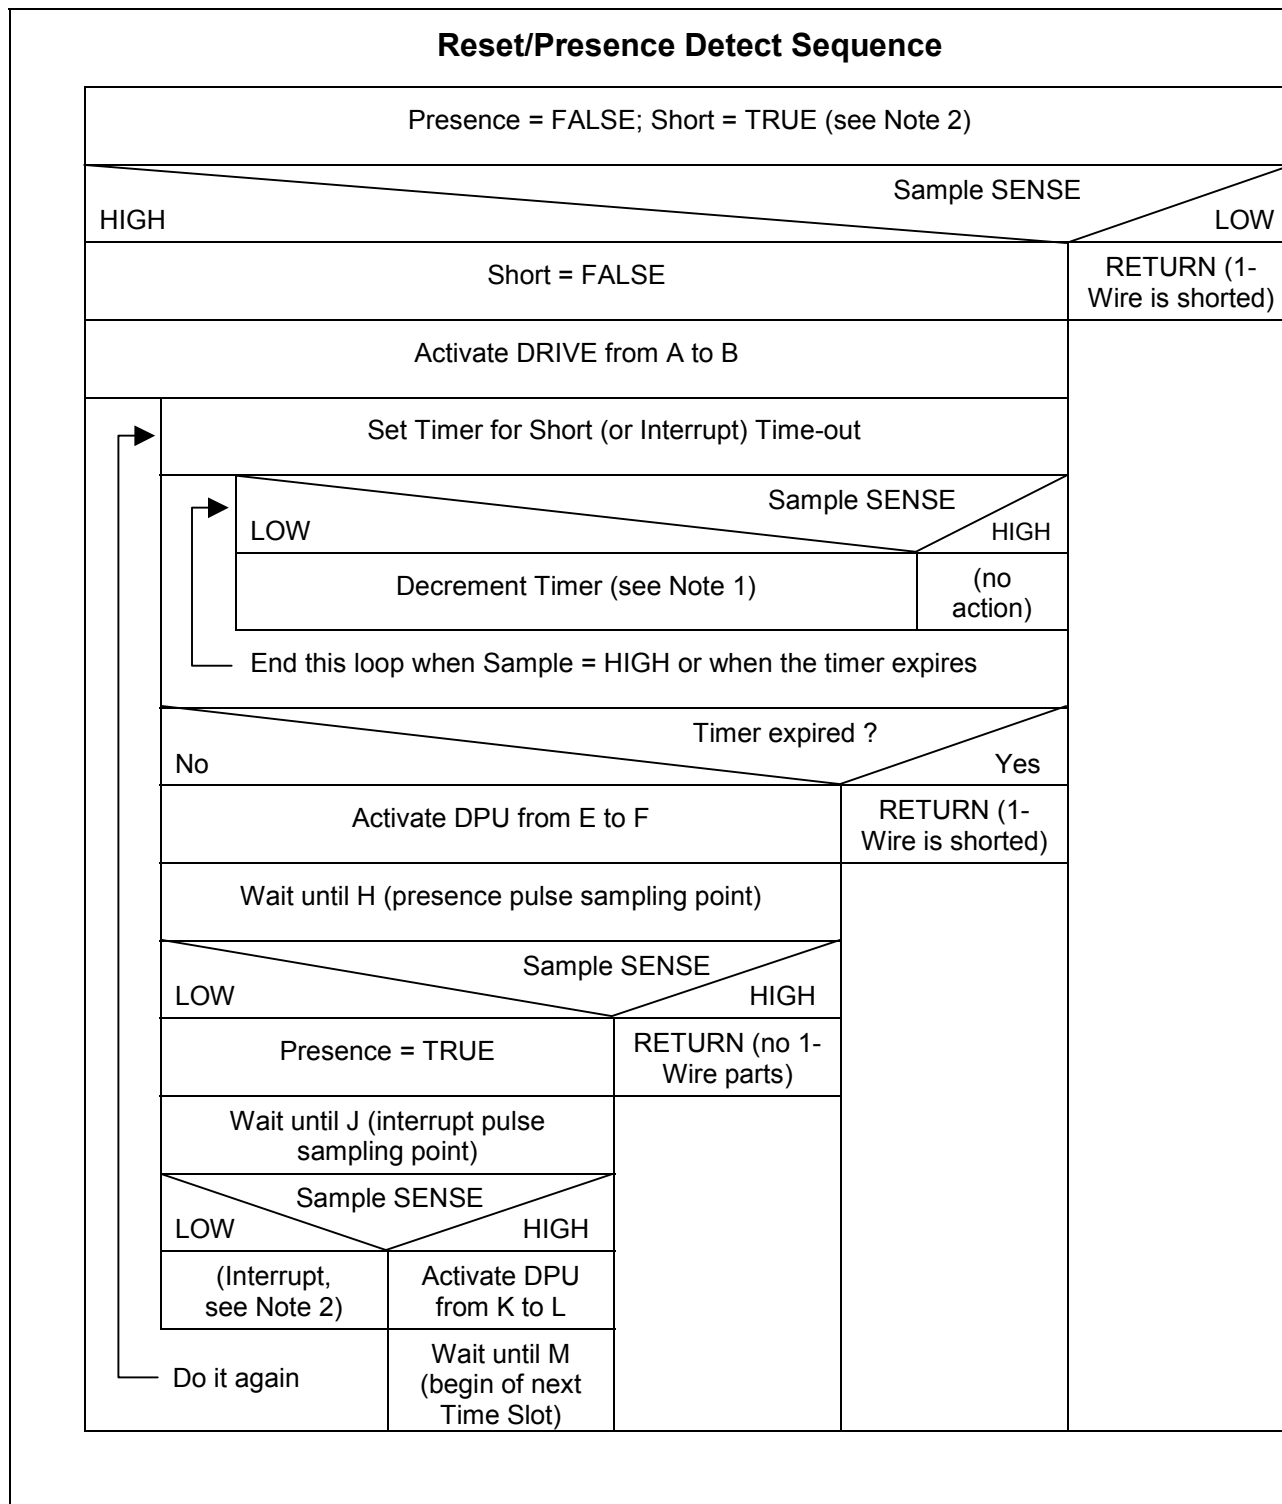 Reset/Presence Detect Sequence
Presence = FALSE; Short = TRUE (see Note 2)
Sample SENSE
HIGH
LOW
Short = FALSE
RETURN (1-
Wire is shorted)
Activate DRIVE from A to B
Set Timer for Short (or Interrupt) Time-out
Sample SENSE
LOW
HIGH
Decrement Timer (see Note 1)
(no
action)
End this loop when Sample = HIGH or when the timer expires
Timer expired ?
No
Yes
Activate DPU from E to F
RETURN (1-
Wire is shorted)
Wait until H (presence pulse sampling point)
Sample SENSE
LOW
HIGH
Presence = TRUE
RETURN (no 1-
Wire parts)
Wait until J (interrupt pulse
sampling point)
Sample SENSE
LOW
HIGH
(Interrupt,
see Note 2)
Activate DPU
from K to L
Do it again
Wait until M
(begin of next
Time Slot)